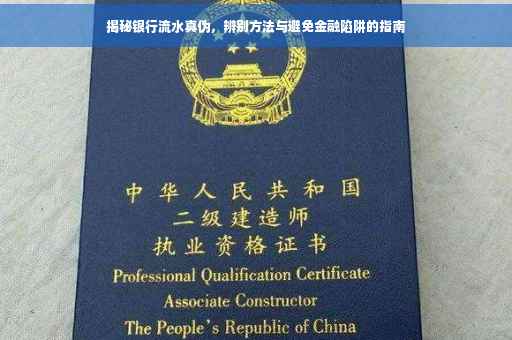 揭秘银行流水真伪，辨别方法与避免金融陷阱的指南
中华人民共和国
二级建造师
执业资格证书
Professional Qualification Certificate
Associate Constructor
The People's Republic of China